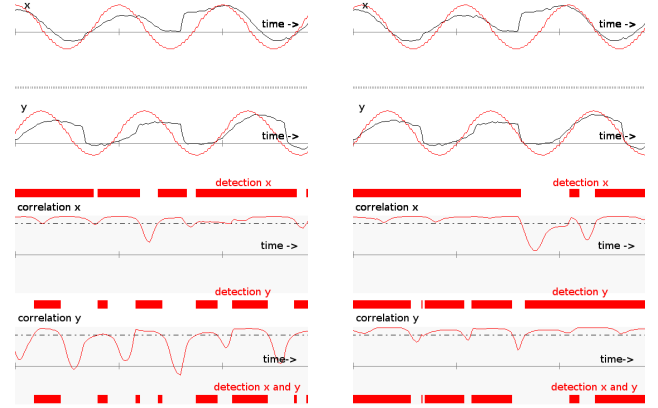 x
time ->
y
time ->
detection x
correlation x
time ->
detection y
correlation y
time->
detection x and y
x
time ->
y
time ->
detection x
correlation x
time ->
detection y
correlation y
time->
detection x and y